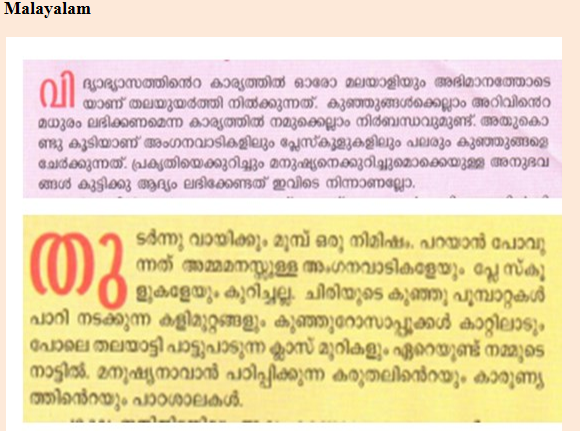 Malayalam
വിദ്യാഭ്യാസത്തിൻെറ കാര്യത്തിൽ ഓരോ മലയാളിയും അഭിമാനത്തോടെ
യാണ് തലയുയർത്തി നിൽക്കുന്നത്. കുഞ്ഞുങ്ങൾക്കെല്ലാം അറിവിൻെറ
മധുരം ലഭിക്കണമെന്ന കാര്യത്തിൽ നമുക്കെല്ലാം നിർബന്ധവുമുണ്ട്. അതുകൊ
ണ്ടു കൂടിയാണ് അംഗനവാടികളിലും പ്ലേസ്കൂളുകളിലും പലരും കുഞ്ഞുങ്ങളെ
ചേർക്കുന്നത്. പ്രകൃതിയെക്കുറിച്ചും മനുഷ്യനെക്കുറിച്ചുമൊക്കെയുള്ള അനുഭവ
ങ്ങൾ കുട്ടിക്കു ആദ്യം ലഭിക്കേണ്ടത് ഇവിടെ നിന്നാണല്ലോ.
തുടർന്നു വായിക്കും മുമ്പ് ഒരു നിമിഷം. പറയാൻ പോവു
ന്നത് അമ്മമനസ്സുള്ള അംഗനവാടികളേയും പ്ലേ സ്കൂ
ളുകളേയും കുറിച്ചല്ല. ചിരിയുടെ കുഞ്ഞു പൂമ്പാറ്റകൾ
പാറി നടക്കുന്ന കളിമുറ്റങ്ങളും കുഞ്ഞുറോസാപ്പൂക്കൾ കാറ്റിലാടും
പോലെ തലയാട്ടി പാട്ടുപാടുന്ന ക്ലാസ് മുറികളും ഏറെയുണ്ട് നമ്മുടെ
നാട്ടിൽ. മനുഷ്യനാവാൻ പഠിപ്പിക്കുന്ന കരുതലിൻെറയും കാരുണ്യ
ത്തിൻെറയും പാഠശാലകൾ.